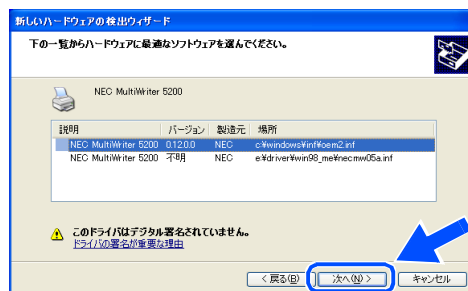 新しいハードウェアの検出ウィザード
下の一覧からハードウェアに最適なソフトウェアを選んでください。
NEC MultiWriter 5200
説明 バージョン 製造元 場所
NEC MultiWriter 5200 0.12.0.0 NEC c:¥windows¥inf¥oem2.inf
NEC MultiWriter 5200 不明 NEC e:¥driver¥win98_me¥necmw05a.inf
このドライバはデジタル署名されていません。
ドライバの署名が重要な理由
< 戻る(B) 次へ(N) > キャンセル